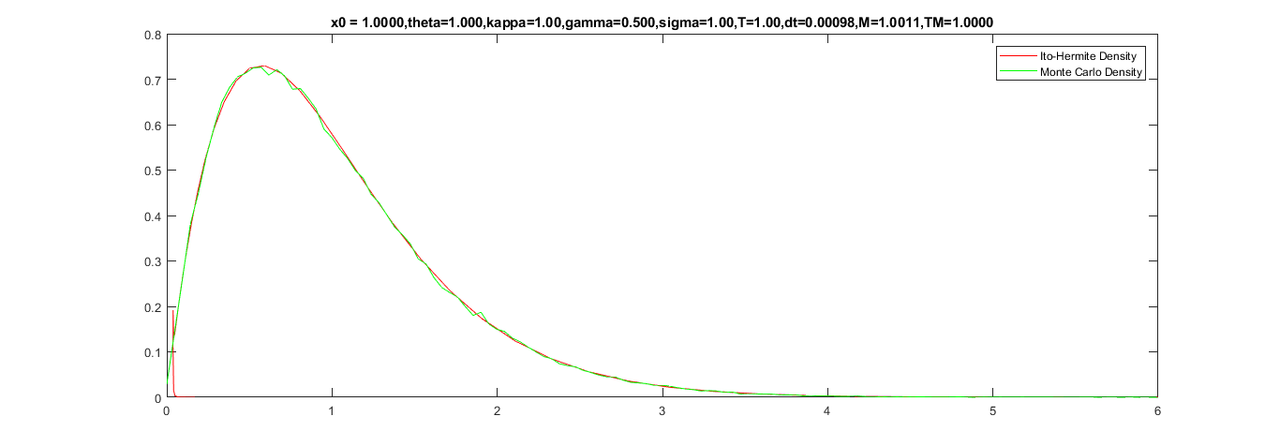 x0 = 1.0000,theta=1.000,kappa=1.00,gamma=0.500,sigma=1.00,T=1.00,dt=0.00098,M=1.0011,TM=1.0000
Ito-Hermite Density
Monte Carlo Density
0.8
0.7
0.6
0.5
0.4
0.3
0.2
0.1
0
0 1 2 3 4 5 6